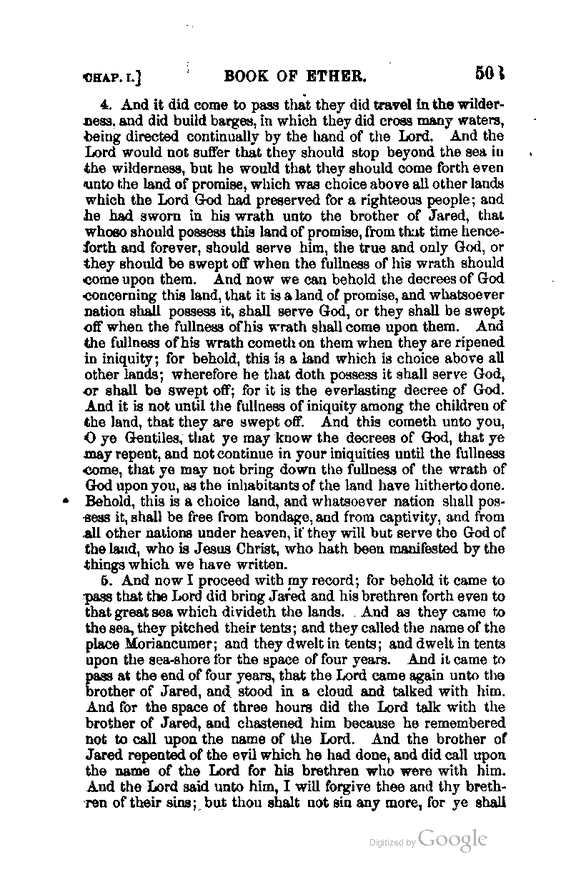 CHAP. I.] BOOK OF ETHER. 503
4. And it did come to pass that they did travel in the wilder-
ness, and did build barges, in which they did cross many waters,
being directed continually by the hand of the Lord. And the
Lord would not suffer that they should stop beyond the sea in
the wilderness, but he would that they should come forth even
unto the land of promise, which was choice above all other lands
which the Lord God had preserved for a righteous people; and
he had sworn in his wrath unto the brother of Jared, that
whoso should possess this land of promise, from that time hence-
forth and forever, should serve him, the true and only God, or
they should be swept off when the fullness of his wrath should
come upon them. And now we can behold the decrees of God
concerning this land, that it is a land of promise, and whatsoever
nation shall possess it, shall serve God, or they shall be swept
off when the fullness of his wrath shall come upon them. And
the fullness of his wrath cometh on them when they are ripened
in iniquity; for behold, this is a land which is choice above all
other lands; wherefore he that doth possess it shall serve God,
or shall be swept off; for it is the everlasting decree of God.
And it is not until the fullness of iniquity among the children of
the land, that they are swept off. And this cometh unto you,
O ye Gentiles, that ye may know the decrees of God, that ye
may repent, and not continue in your iniquities until the fullness
come, that ye may not bring down the fullness of the wrath of
God upon you, as the inhabitants of the land have hitherto done.
Behold, this is a choice land, and whatsoever nation shall pos-
sess it, shall be free from bondage, and from captivity, and from
all other nations under heaven, if they will but serve the God of
the land, who is Jesus Christ, who hath been manifested by the
things which we have written.
5. And now I proceed with my record; for behold it came to
pass that the Lord did bring Jared and his brethren forth even to
that great sea which divideth the lands. And as they came to
the sea, they pitched their tents; and they called the name of the
place Moriancumer; and they dwelt in tents; and dwelt in tents
upon the sea-shore for the space of four years. And it came to
pass at the end of four years, that the Lord came again unto the
brother of Jared, and stood in a cloud and talked with him.
And for the space of three hours did the Lord talk with the
brother of Jared, and chastened him because he remembered
not to call upon the name of the Lord. And the brother of
Jared repented of the evil which he had done, and did call upon
the name of the Lord for his brethren who were with him.
And the Lord said unto him, I will forgive thee and thy breth-
ren of their sins; but thou shalt not sin any more, for ye shall
Digitized by Google